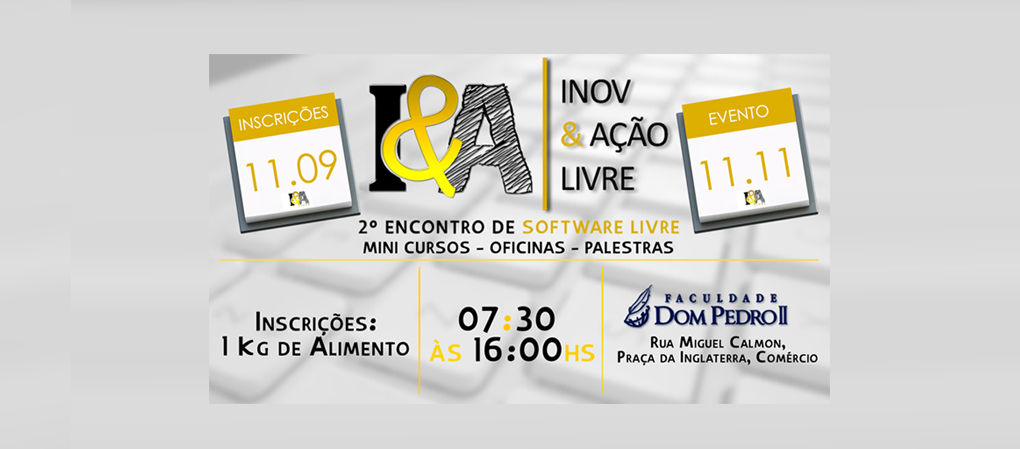 INSCRIÇÕES
11.09
I&A
I&A
INOV
& AÇÃO
LIVRE
EVENTO
11.11
I&A
2º ENCONTRO DE SOFTWARE LIVRE
MINI CURSOS - OFICINAS - PALESTRAS
INSCRIÇÕES:
1 KG DE ALIMENTO
07:30
ÀS 16:00HS
FACULDADE
DOM PEDRO II
RUA MIGUEL CALMON,
PRAÇA DA INGLATERRA, COMÉRCIO